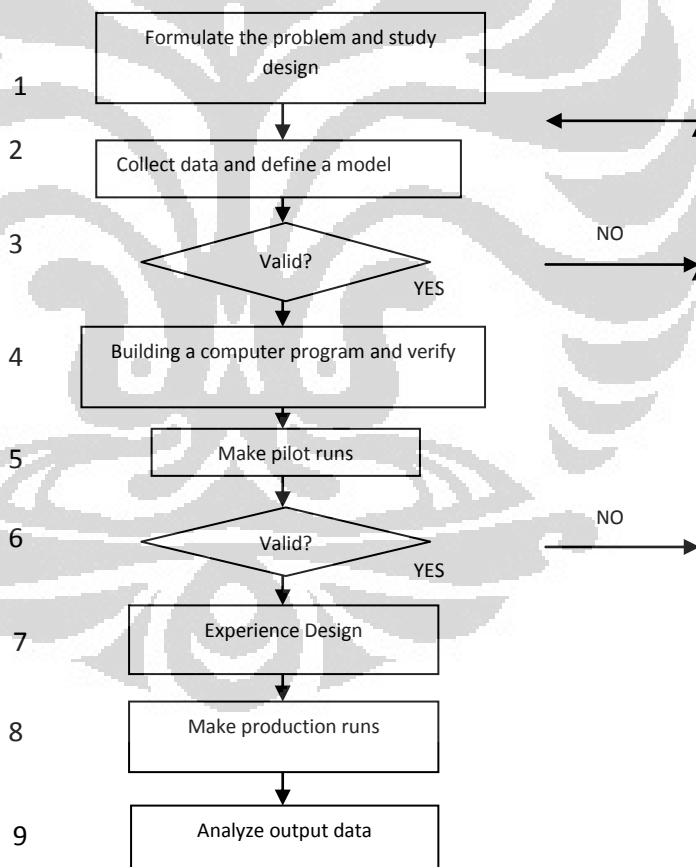 Formulate the problem and study
design
1
2
Collect data and define a model
3
Valid?
NO
YES
4
Building a computer program and verify
5
Make pilot runs
6
Valid?
NO
YES
7
Experience Design
8
Make production runs
9
Analyze output data